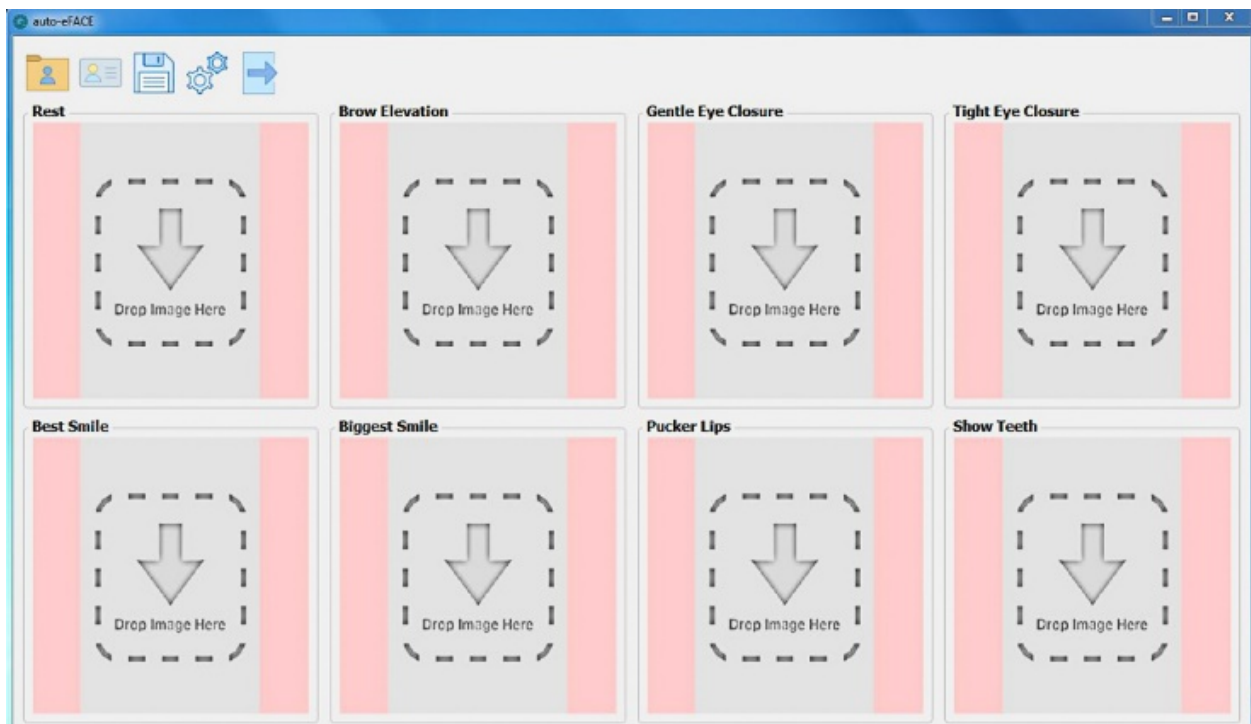 auto-eFACE
Rest
Brow Elevation
Gentle Eye Closure
Tight Eye Closure
Drop Image Here
Drop Image Here
Drop Image Here
Drop Image Here
Best Smile
Biggest Smile
Pucker Lips
Show Teeth
Drop Image Here
Drop Image Here
Drop Image Here
Drop Image Here